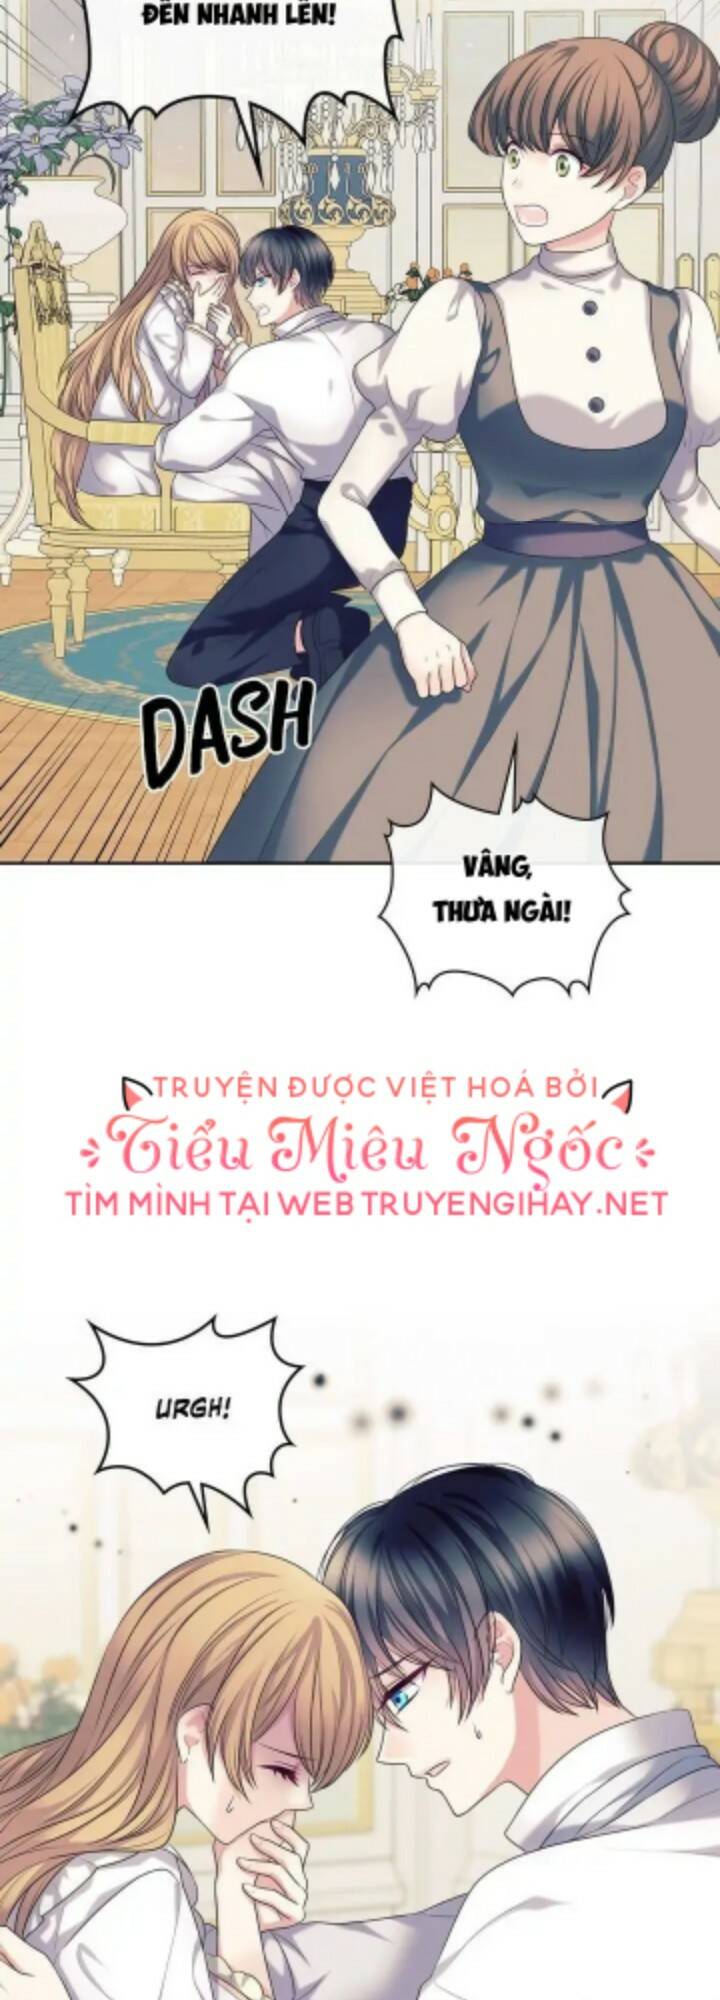 ĐẾN NHANH LÊN!
DASH
VÂNG,
THƯA NGÀI!
TRUYỆN ĐƯỢC VIỆT HOÁ BỞI
Tiểu Miêu Ngốc
TÌM MÌNH TẠI WEB TRUYENGIHAY.NET
URGH!